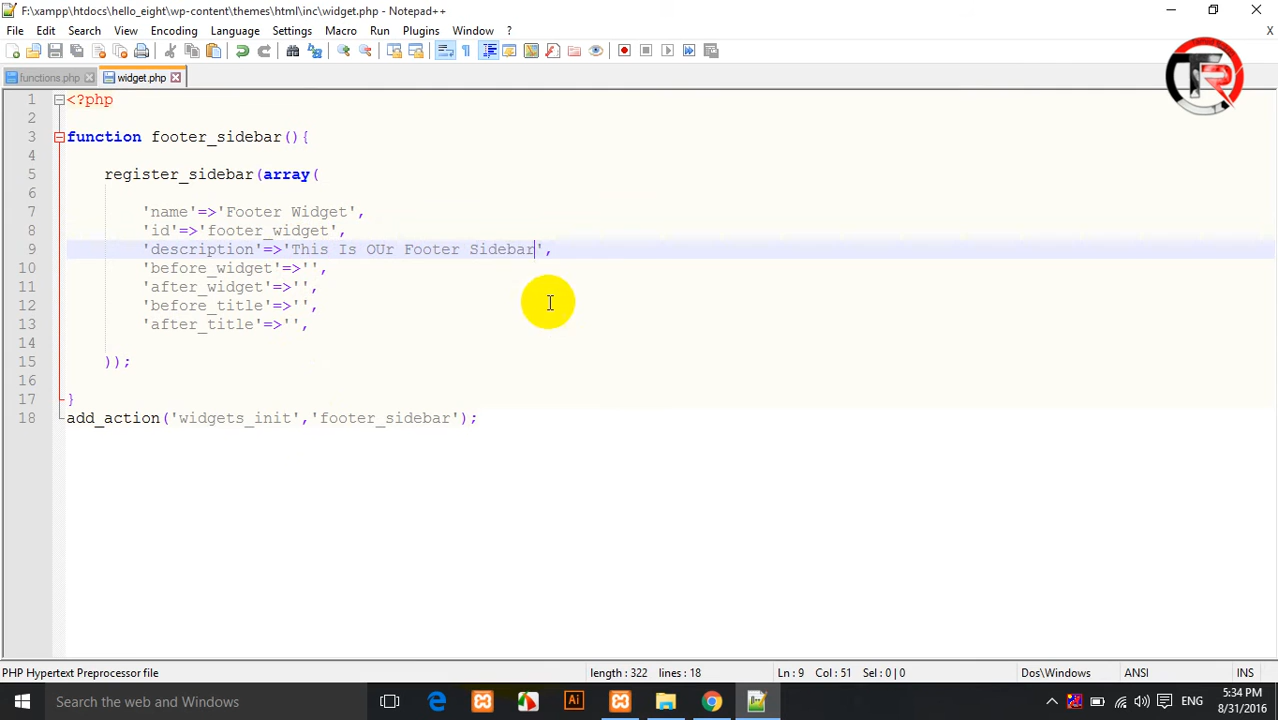 F:\xampp\htdocs\hello_eight\wp-content\themes\html\inc\widget.php - Notepad++
File Edit Search View Encoding Language Settings Macro Run Plugins Window ? X
functions.php widget.php
1 <?php
2
3 function footer_sidebar(){
4
5 register_sidebar(array(
6
7 'name'=>'Footer Widget',
8 'id'=>'footer_widget',
9 'description'=>'This Is OUr Footer Sidebar',
10 'before_widget'=>'',
11 'after_widget'=>'',
12 'before_title'=>'',
13 'after_title'=>'',
14
15 ));
16
17 }
18 add_action('widgets_init','footer_sidebar');
PHP Hypertext Preprocessor file length : 322 lines : 18 Ln : 9 Col : 51 Sel : 0 | 0 Dos\Windows ANSI INS
Search the web and Windows Ai ENG 5:34 PM
8/31/2016